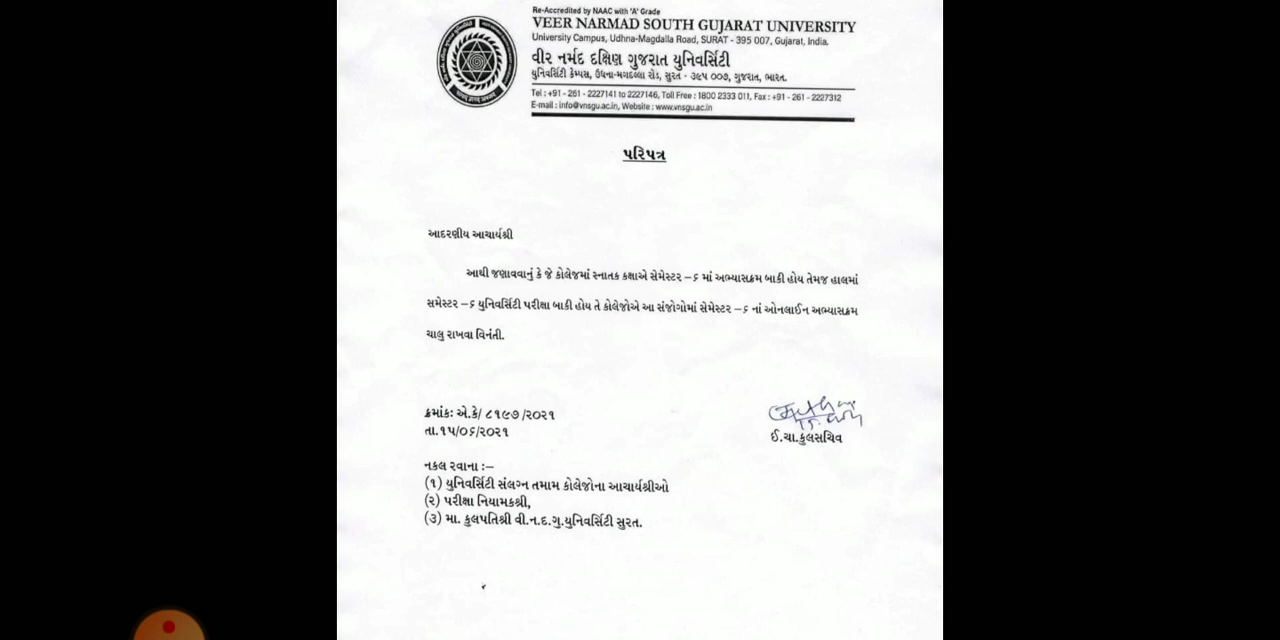 Re-Accredited by NAAC with 'A' Grade
VEER NARMAD SOUTH GUJARAT UNIVERSITY
University Campus, Udhna-Magdalla Road, SURAT - 395 007, Gujarat, India.
વીર નર્મદ દક્ષિણ ગુજરાત યુનિવર્સિટી
યુનિવર્સિટી કેમ્પસ, ઉધના-મગદલ્લા રોડ, સુરત - ૩૯૫ ૦૦૭, ગુજરાત, ભારત.
Tel : +91 - 261 - 2227141 to 2227146, Toll Free : 1800 2333 011, Fax : +91 - 261 - 2227312
E-mail : info@vnsgu.ac.in, Website : www.vnsgu.ac.in
પરિપત્ર
આદરણીય આચાર્યશ્રી
આથી જણાવવાનું કે જે કોલેજમાં સ્નાતક કક્ષાએ સેમેસ્ટર –૬ માં અભ્યાસક્રમ બાકી હોય તેમજ હાલમાં
સમેસ્ટર –૬ યુનિવર્સિટી પરીક્ષા બાકી હોય તે કોલેજોએ આ સંજોગોમાં સેમેસ્ટર –૬ નાં ઓનલાઈન અભ્યાસક્રમ
ચાલુ રાખવા વિનંતી.
ક્રમાંકઃ એ.કે/ ૮૧૯૭/૨૦૨૧
તા.૧૫/૦૬/૨૦૨૧
ઈ.ચા.કુલસચિવ
નકલ રવાના :–
(૧) યુનિવર્સિટી સંલગ્ન તમામ કોલેજોના આચાર્યશ્રીઓ
(૨) પરીક્ષા નિયામકશ્રી,
(૩) મા. કુલપતિશ્રી વી.ન.દ.ગુ.યુનિવર્સિટી સુરત.